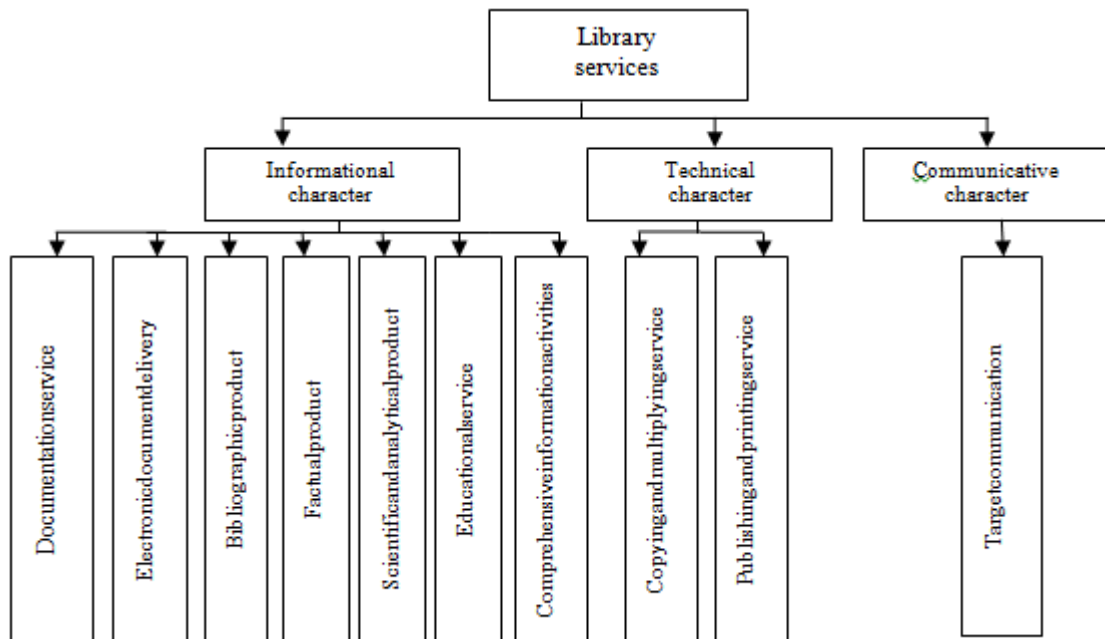 Library
services
Informational
character
Technical
character
Communicative
character
Documentationservice
Electronicdocumentdelivery
Bibliographicproduct
Factualproduct
Scientificandanalyticalproduct
Educationalservice
Comprehensiveinformationactivities
Copyingandmultiplyingservice
Publishingandprintingservice
Targetcommunication